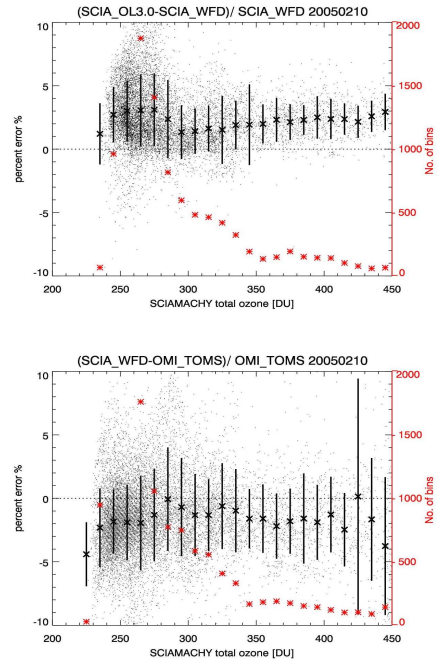 (SCIA_OL3.0-SCIA_WFD)/ SCIA_WFD 20050210
10
5
0
-5
-10
percent error %
2000
1500
1000
500
0
No. of bins
200 250 300 350 400 450
SCIAMACHY total ozone [DU]
(SCIA_WFD-OMI_TOMS)/ OMI_TOMS 20050210
10
5
0
-5
-10
percent error %
2000
1500
1000
500
0
No. of bins
200 250 300 350 400 450
SCIAMACHY total ozone [DU]